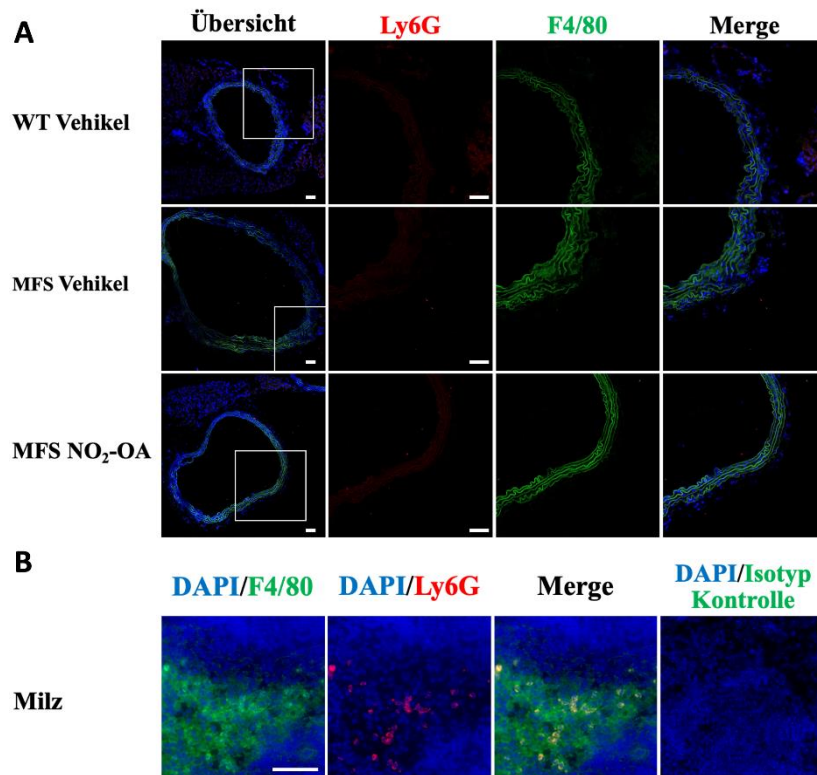 A
Übersicht
Ly6G
F4/80
Merge
WT Vehikel
MFS Vehikel
MFS NO₂-OA
B
DAPI/F4/80
DAPI/Ly6G
Merge
DAPI/Isotyp
Kontrolle
Milz